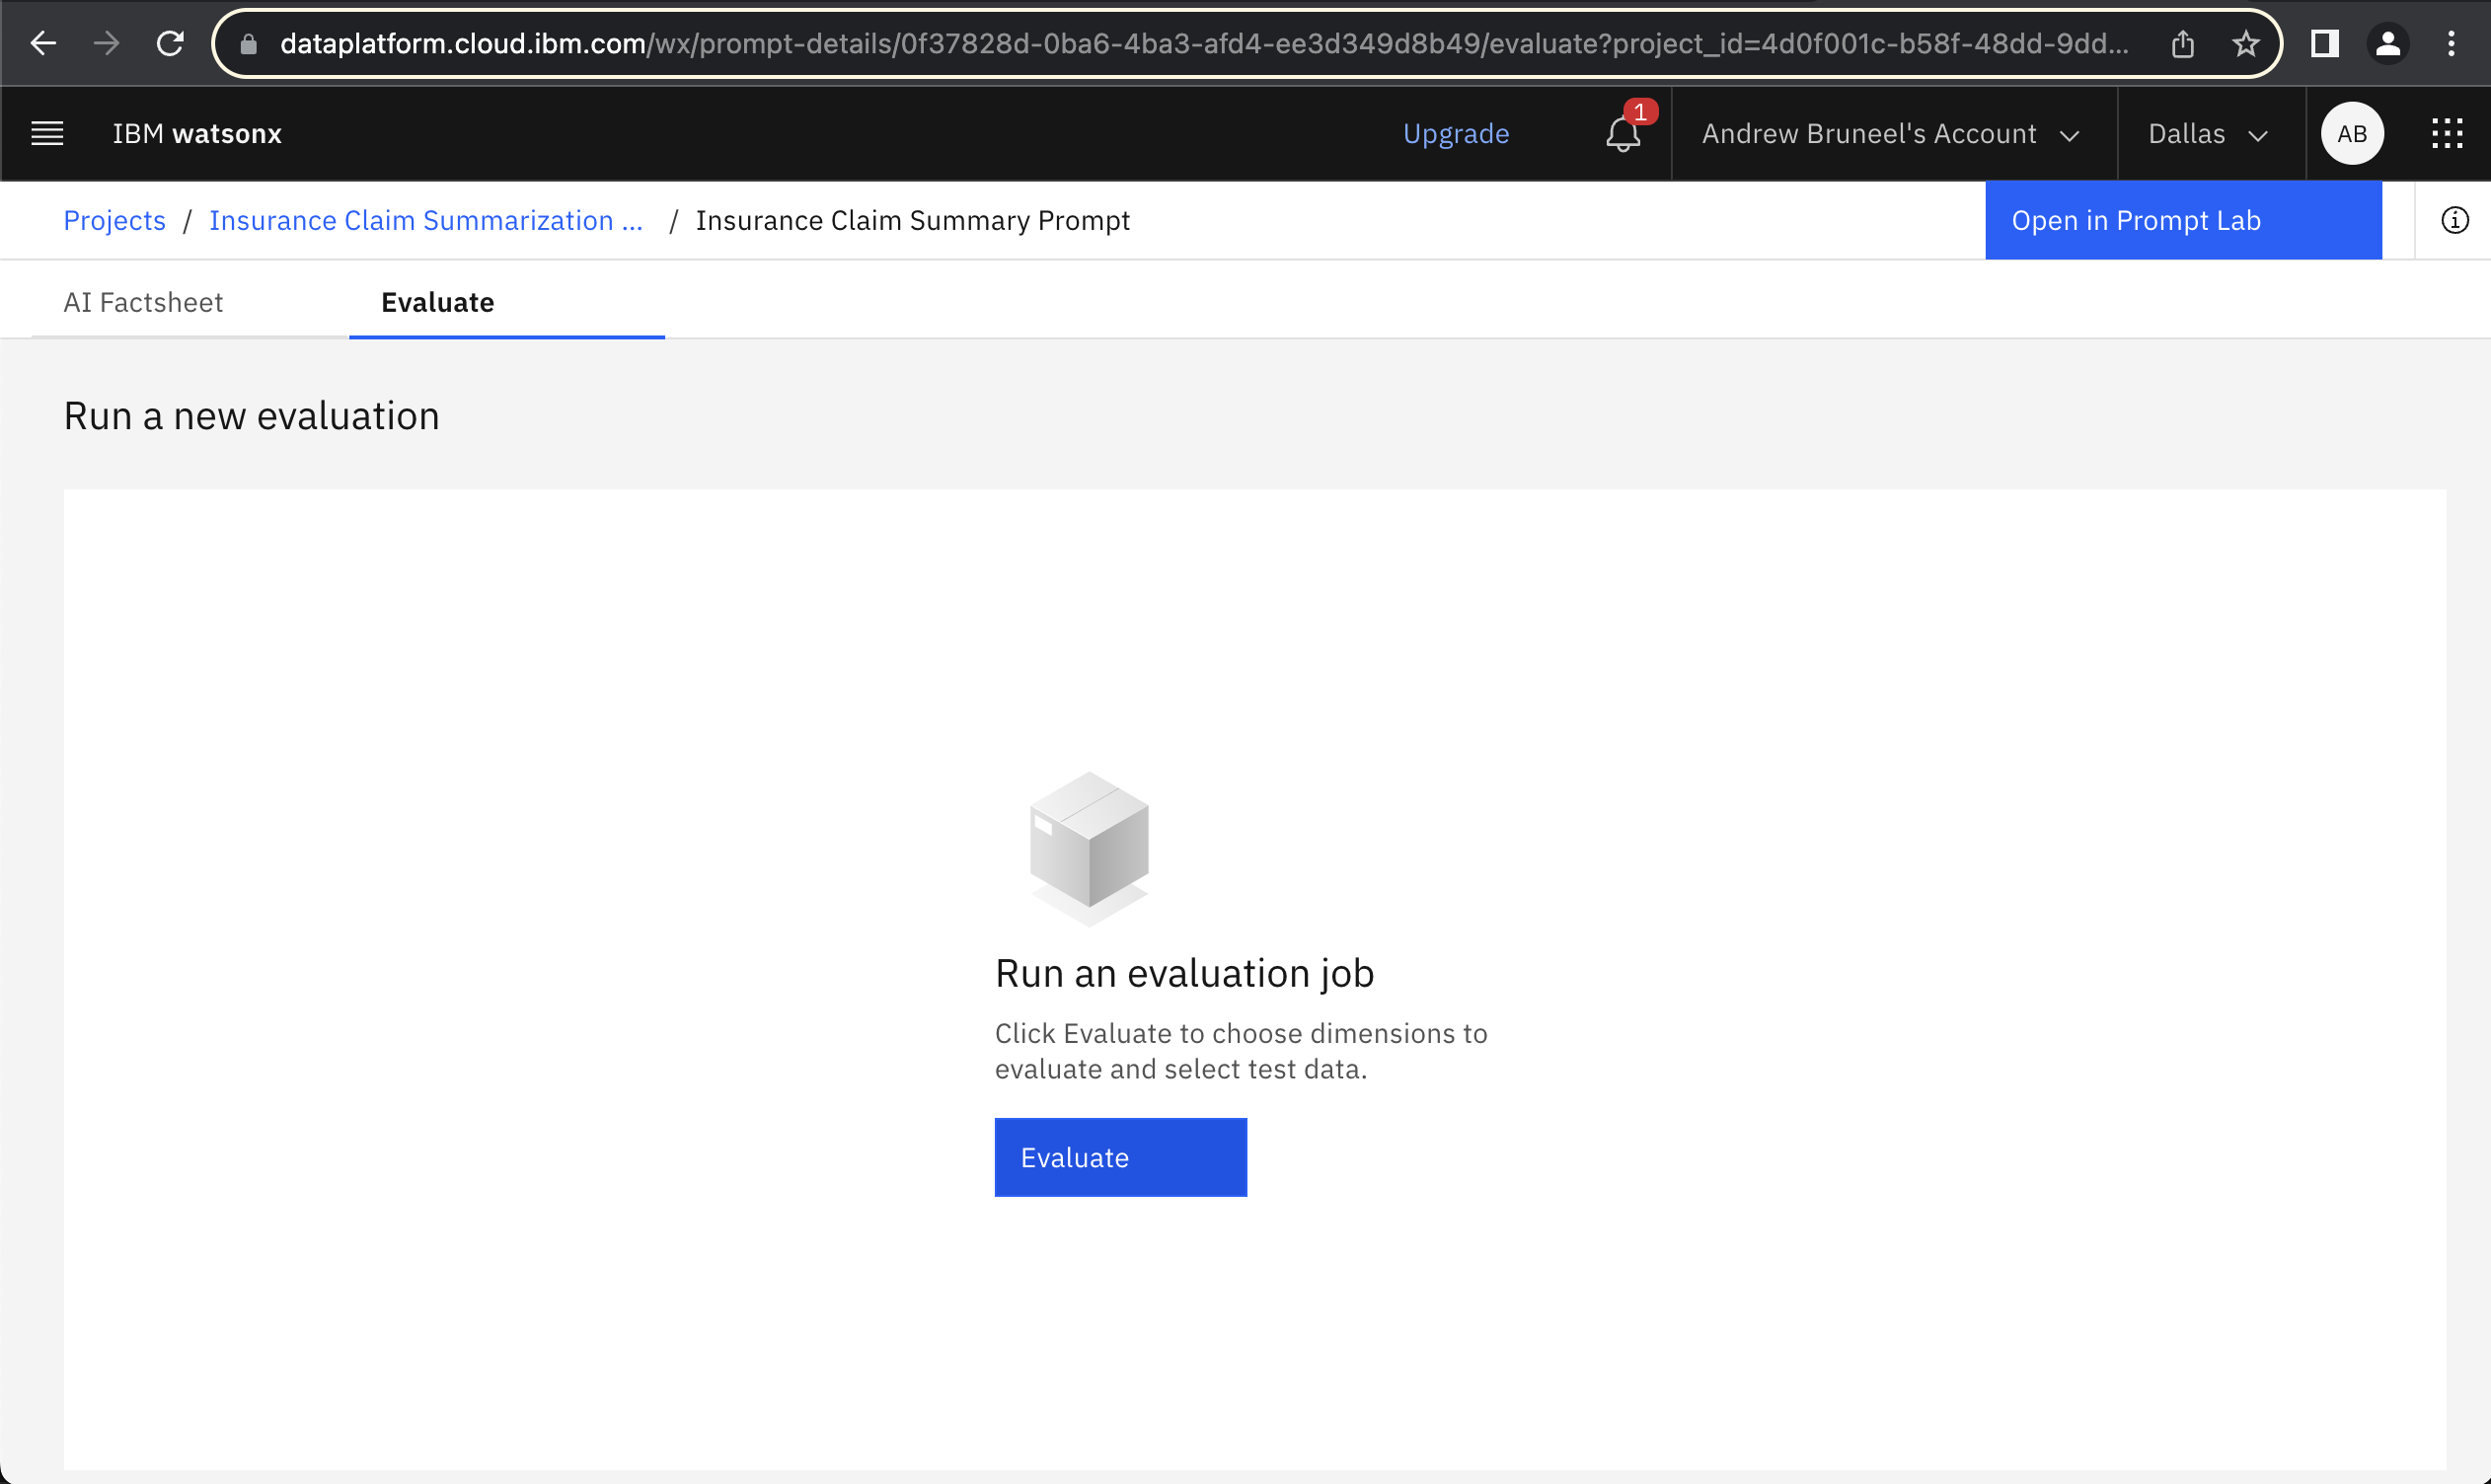 dataplatform.cloud.ibm.com/wx/prompt-details/0f37828d-0ba6-4ba3-afd4-ee3d349d8b49/evaluate?project_id=4d0f001c-b58f-48dd-9dd...
IBM watsonx Upgrade 1 Andrew Bruneel's Account Dallas AB
Projects / Insurance Claim Summarization ... / Insurance Claim Summary Prompt Open in Prompt Lab
AI Factsheet Evaluate
Run a new evaluation
Run an evaluation job
Click Evaluate to choose dimensions to
evaluate and select test data.
Evaluate